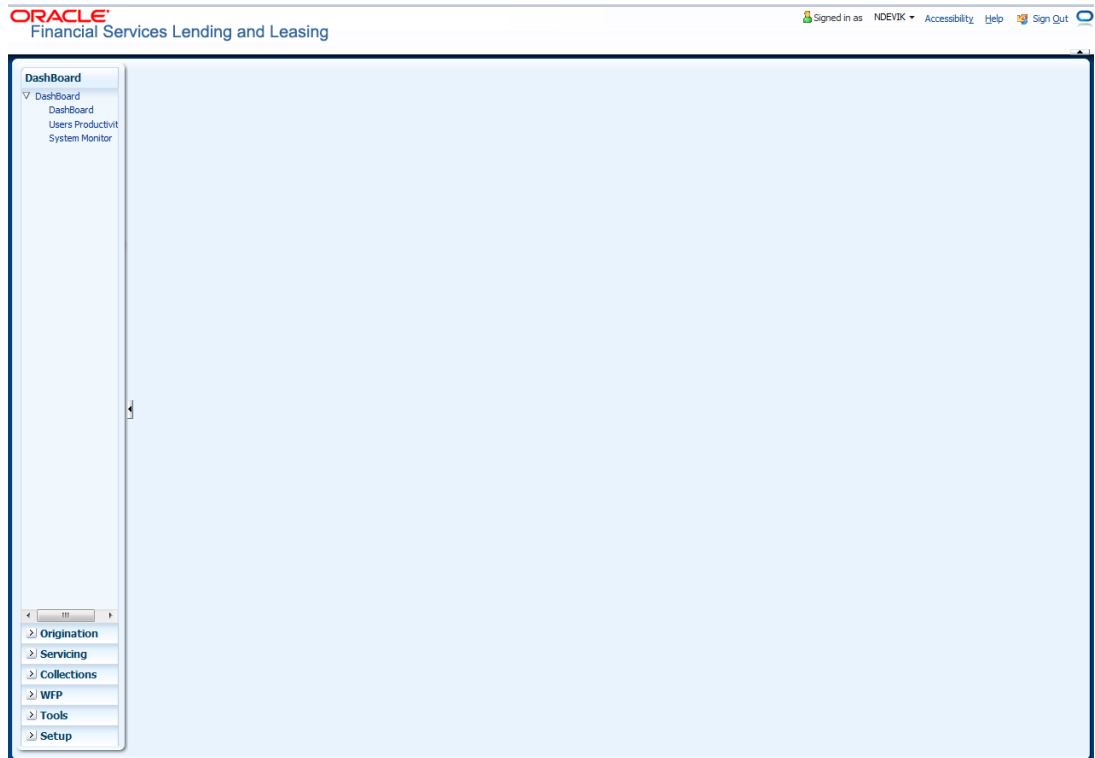 ORACLE
Financial Services Lending and Leasing
Signed in as NDEVIK Accessibility Help Sign Out
DashBoard
DashBoard
DashBoard
Users Productivit
System Monitor
Origination
Servicing
Collections
WFP
Tools
Setup